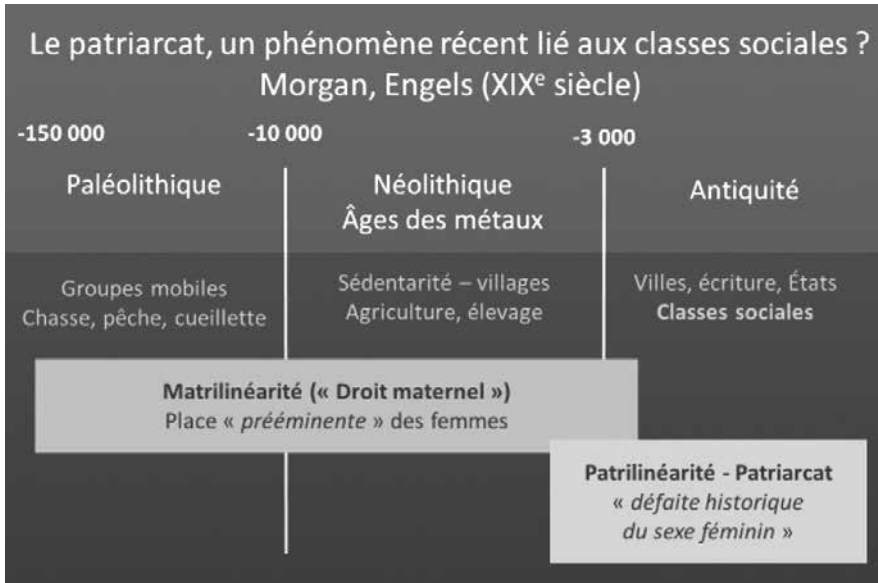 Le patriarcat, un phénomène récent lié aux classes sociales ?
Morgan, Engels (XIXe siècle)
-150 000
-10 000
-3 000
Paléolithique
Néolithique
Âges des métaux
Antiquité
Groupes mobiles
Chasse, pêche, cueillette
Sédentarité – villages
Agriculture, élevage
Villes, écriture, États
Classes sociales
Matrilinéarité (« Droit maternel »)
Place « prééminente » des femmes
Patrilinéarité - Patriarcat
« défaite historique
du sexe féminin »